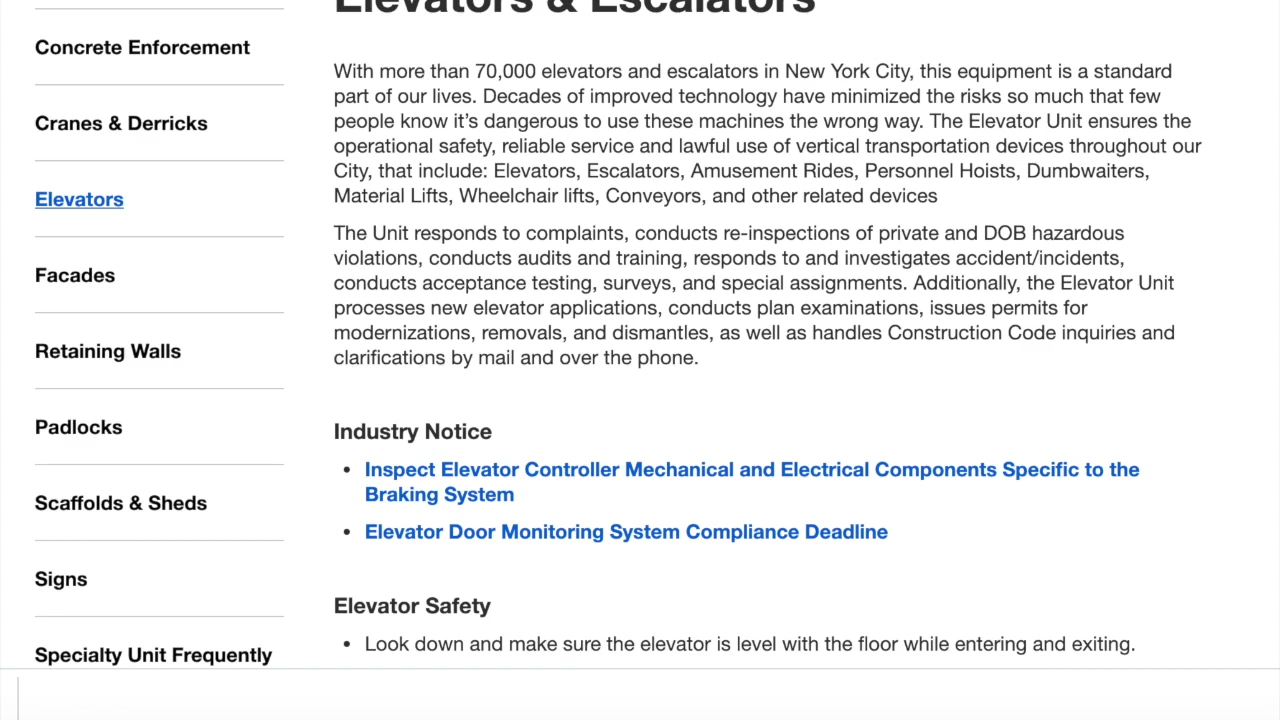 Elevators & Escalators
Concrete Enforcement
Cranes & Derricks
Elevators
Facades
Retaining Walls
Padlocks
Scaffolds & Sheds
Signs
Specialty Unit Frequently
With more than 70,000 elevators and escalators in New York City, this equipment is a standard
part of our lives. Decades of improved technology have minimized the risks so much that few
people know it’s dangerous to use these machines the wrong way. The Elevator Unit ensures the
operational safety, reliable service and lawful use of vertical transportation devices throughout our
City, that include: Elevators, Escalators, Amusement Rides, Personnel Hoists, Dumbwaiters,
Material Lifts, Wheelchair lifts, Conveyors, and other related devices
The Unit responds to complaints, conducts re-inspections of private and DOB hazardous
violations, conducts audits and training, responds to and investigates accident/incidents,
conducts acceptance testing, surveys, and special assignments. Additionally, the Elevator Unit
processes new elevator applications, conducts plan examinations, issues permits for
modernizations, removals, and dismantles, as well as handles Construction Code inquiries and
clarifications by mail and over the phone.
Industry Notice
• Inspect Elevator Controller Mechanical and Electrical Components Specific to the
Braking System
• Elevator Door Monitoring System Compliance Deadline
Elevator Safety
• Look down and make sure the elevator is level with the floor while entering and exiting.